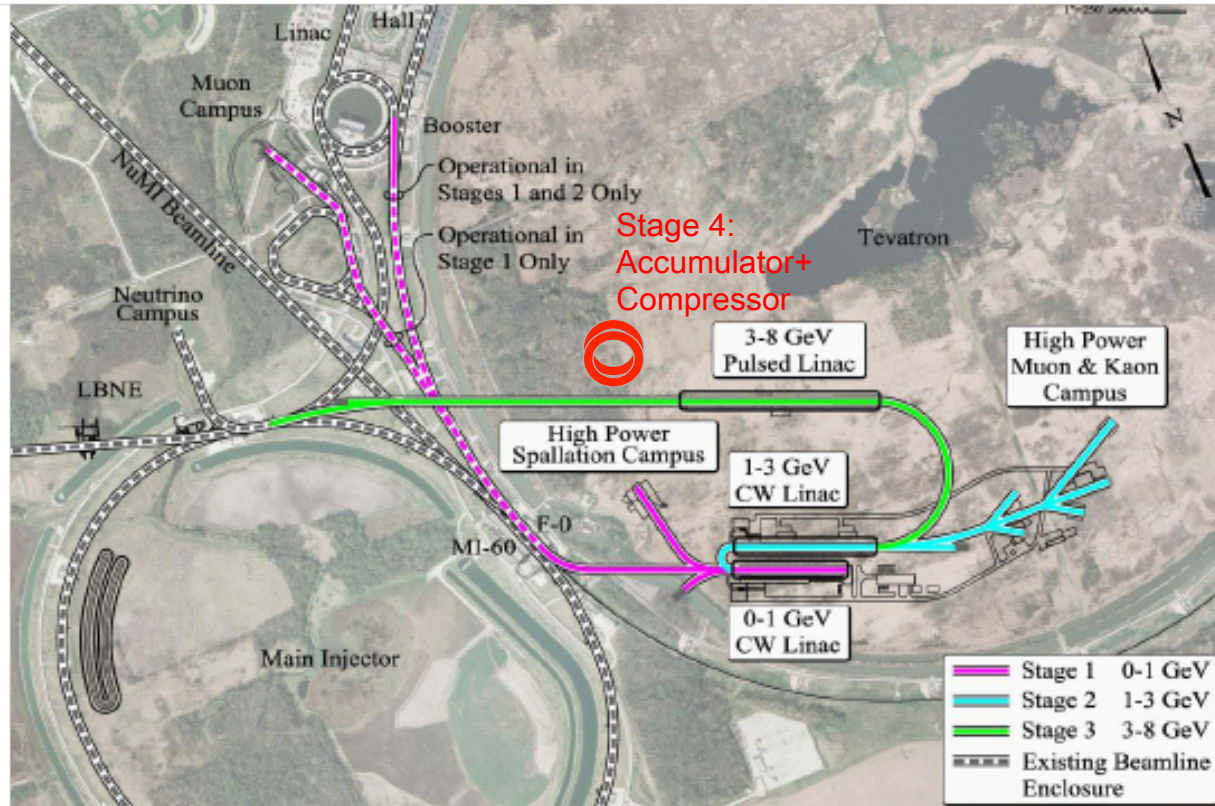 1"=250'
Linac
Hall
Muon
Campus
Booster
NuMI Beamline
Operational in
Stages 1 and 2 Only
Operational in
Stage 1 Only
Stage 4:
Accumulator+
Compressor
Tevatron
N
Neutrino
Campus
LBNE
3-8 GeV
Pulsed Linac
High Power
Muon & Kaon
Campus
High Power
Spallation Campus
1-3 GeV
CW Linac
F-0
MI-60
0-1 GeV
CW Linac
Main Injector
Stage 1 0-1 GeV
Stage 2 1-3 GeV
Stage 3 3-8 GeV
Existing Beamline
Enclosure